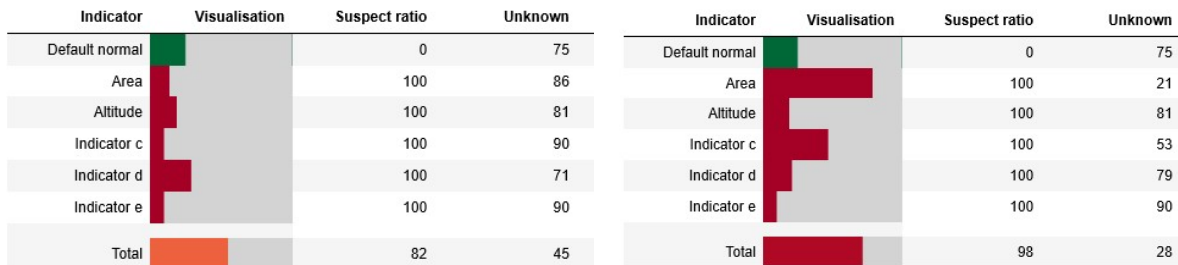 Indicator Visualisation Suspect ratio Unknown
Default normal 0 75
Area 100 86
Altitude 100 81
Indicator c 100 90
Indicator d 100 71
Indicator e 100 90
Total 82 45
Indicator Visualisation Suspect ratio Unknown
Default normal 0 75
Area 100 21
Altitude 100 81
Indicator c 100 53
Indicator d 100 79
Indicator e 100 90
Total 98 28